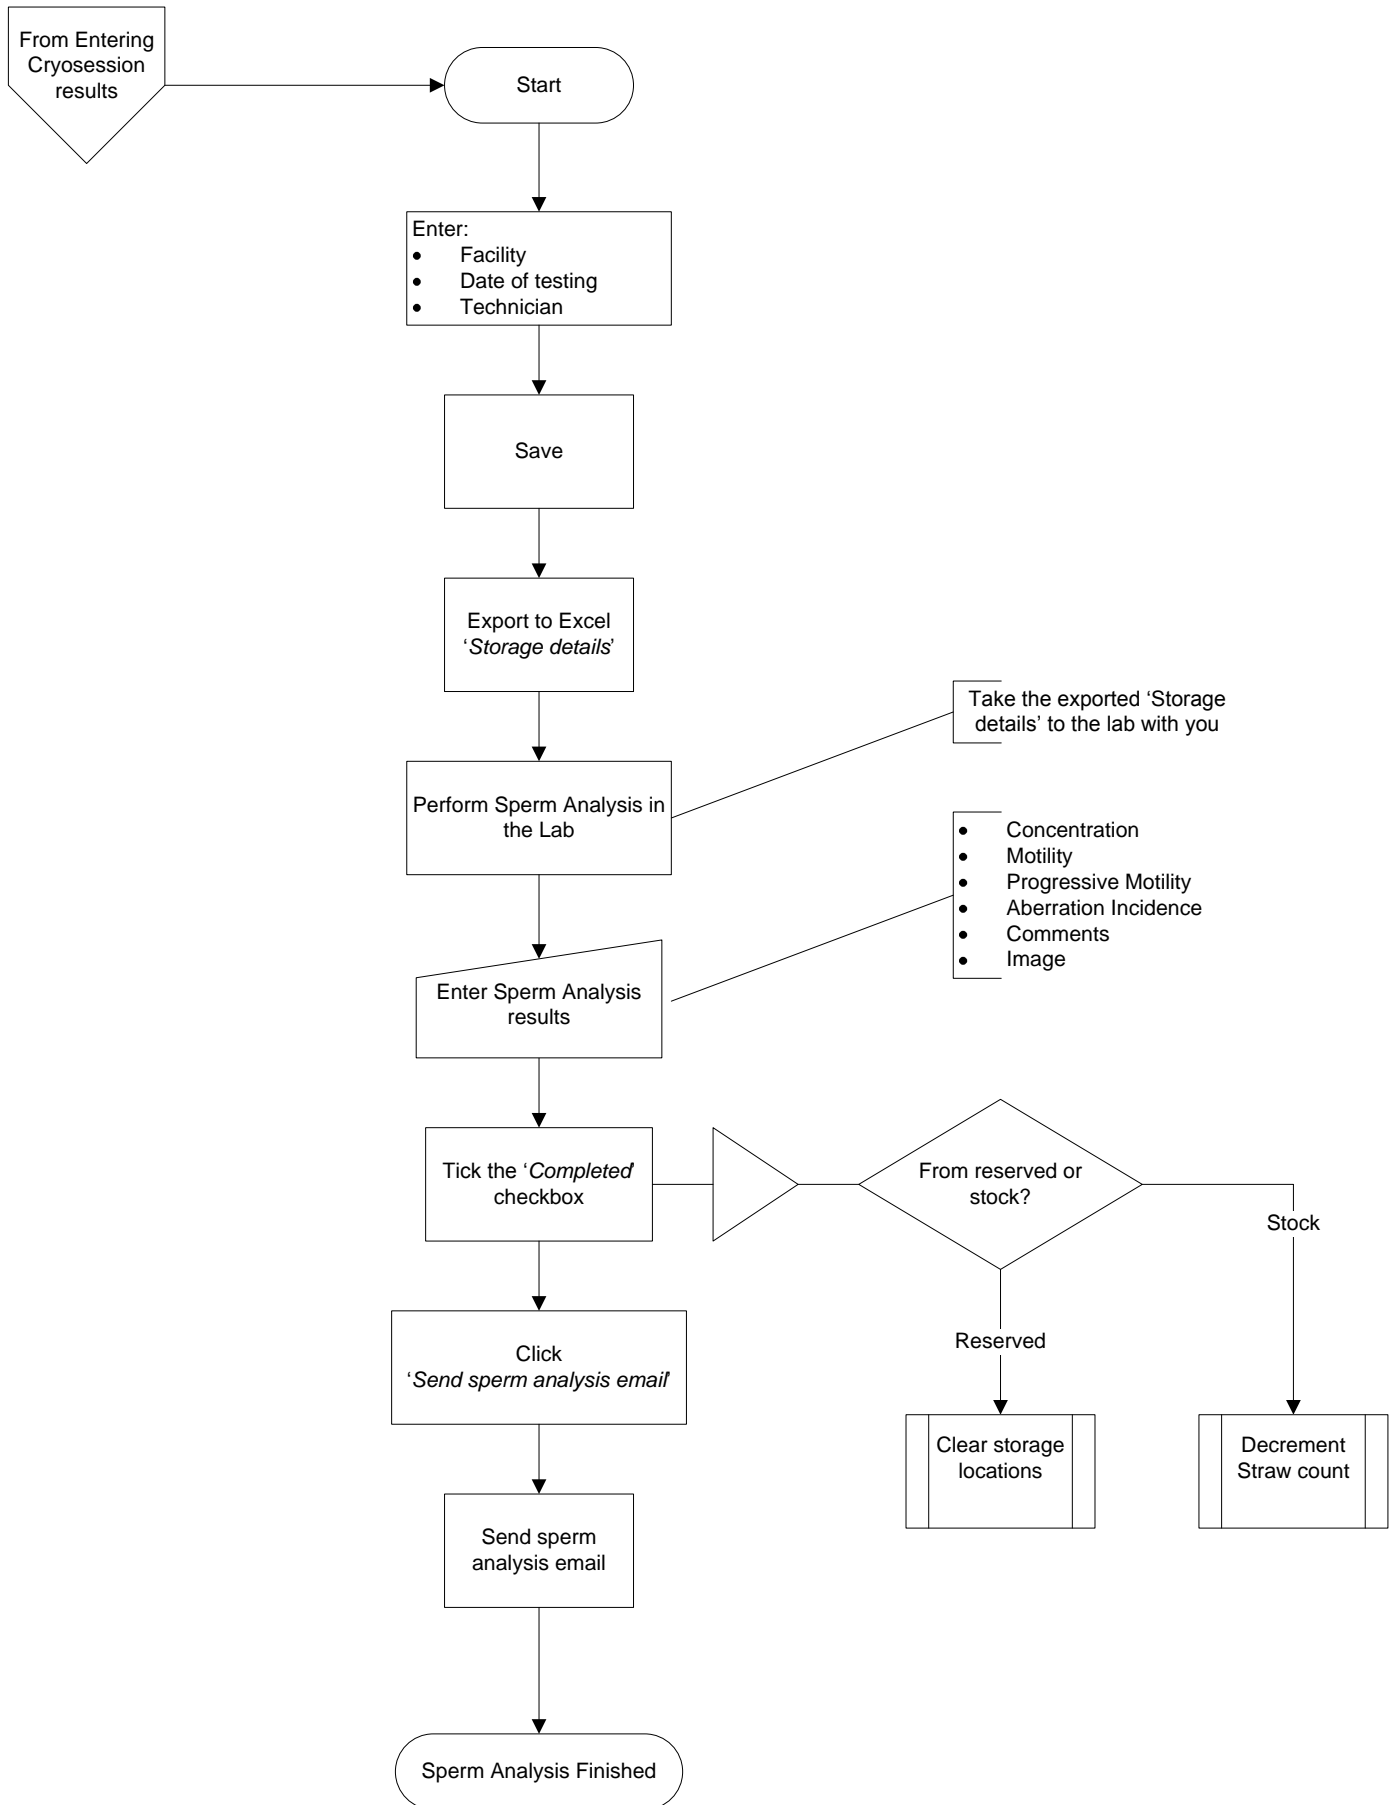 From Entering
Cryosession
results
Start
Enter:
• Facility
• Date of testing
• Technician
Save
Export to Excel
‘Storage details’
Take the exported ‘Storage
details’ to the lab with you
Perform Sperm Analysis in
the Lab
• Concentration
• Motility
• Progressive Motility
• Aberration Incidence
• Comments
• Image
Enter Sperm Analysis
results
Tick the ‘Completed’
checkbox
From reserved or
stock?
Stock
Reserved
Click
‘Send sperm analysis email’
Clear storage
locations
Decrement
Straw count
Send sperm
analysis email
Sperm Analysis Finished